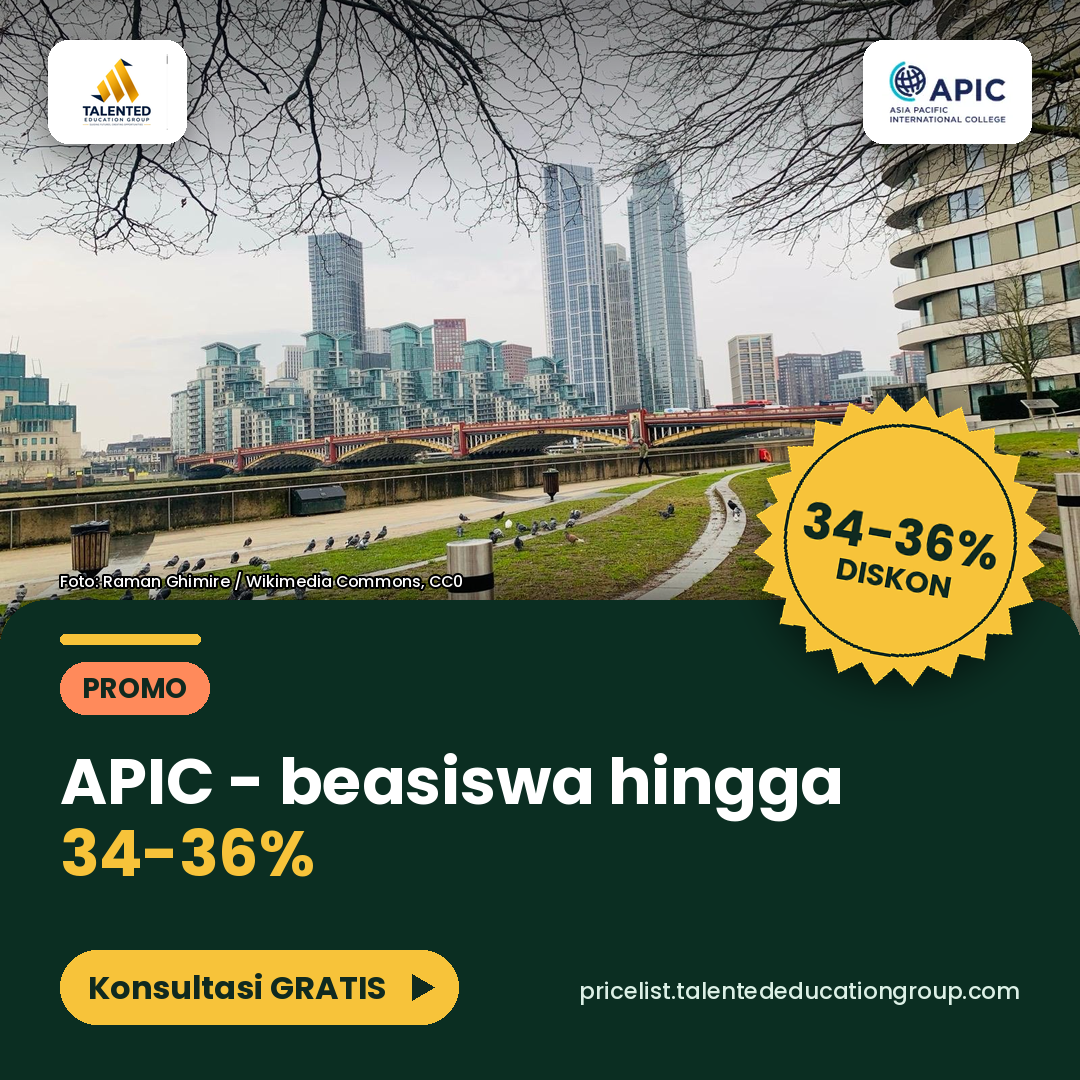 TALENTED
EDUCATION GROUP
APIC
ASIA PACIFIC
INTERNATIONAL COLLEGE
34-36%
DISKON
Foto: Raman Ghimire / Wikimedia Commons, CC0
PROMO
APIC - beasiswa hingga
34-36%
Konsultasi GRATIS
pricelist.talentededucationgroup.com